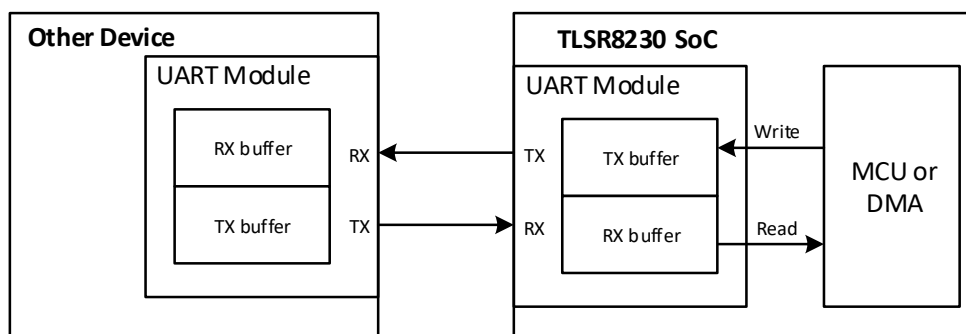 Other Device
UART Module
RX buffer
TX buffer
RX
TX
TLSR8230 SoC
UART Module
TX
RX
TX buffer
RX buffer
Write
Read
MCU or
DMA